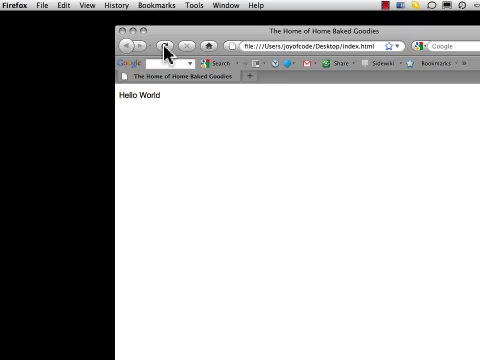 Firefox File Edit View History Bookmarks Tools Window Help
The Home of Home Baked Goodies
file:///Users/joyofcode/Desktop/index.html Google
Google Search Share Sidewiki Bookmarks »
The Home of Home Baked Goodies +
Hello World